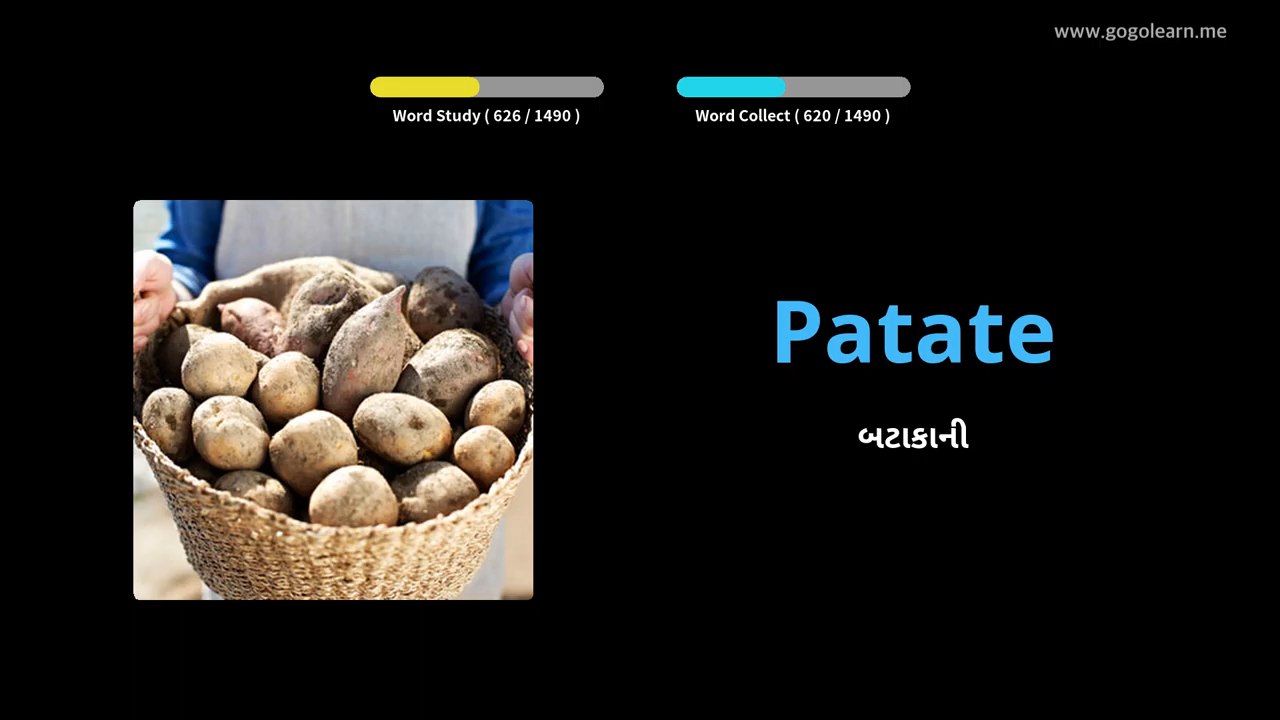 www.gogolearn.me
Word Study ( 626 / 1490 )
Word Collect ( 620 / 1490 )
Patate
બટાકાની